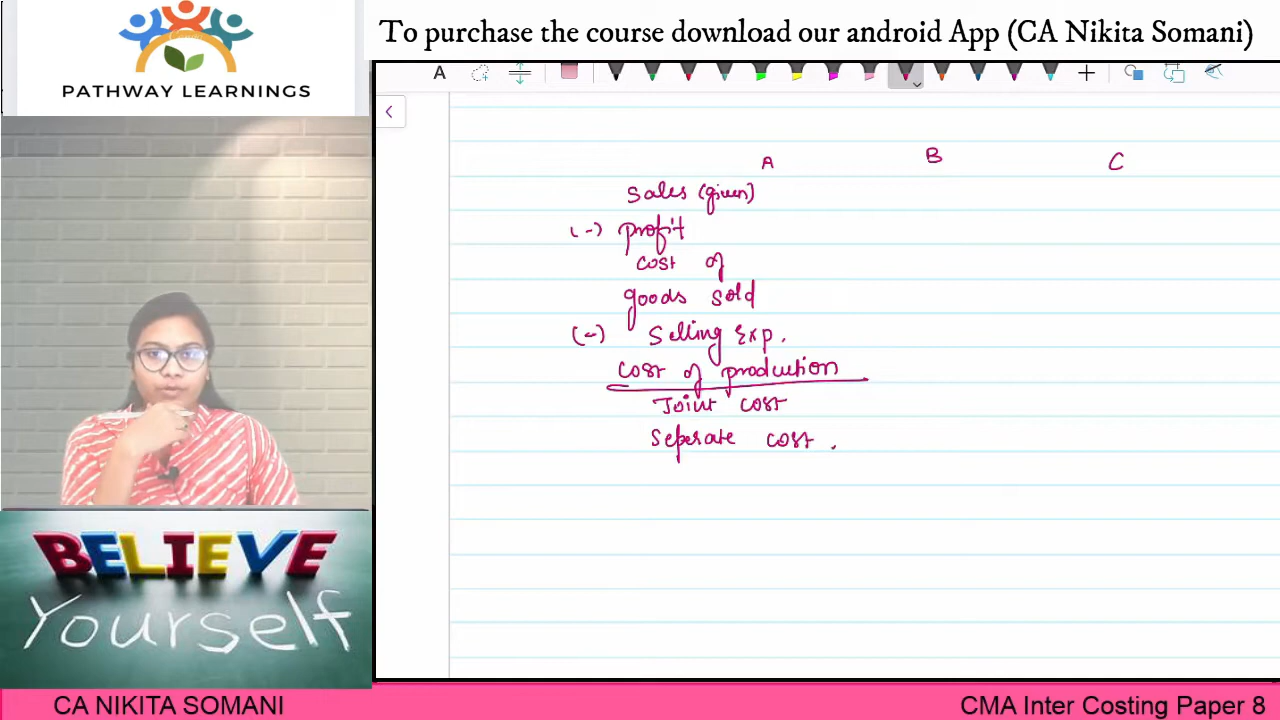 To purchase the course download our android App (CA Nikita Somani)
PATHWAY LEARNINGS
A
A B C
Sales (given)
(-) profit
cost of
goods sold
(-) Selling Exp.
cost of production
Joint cost
Seperate cost .
BELIEVE
Yourself
CA NIKITA SOMANI
CMA Inter Costing Paper 8